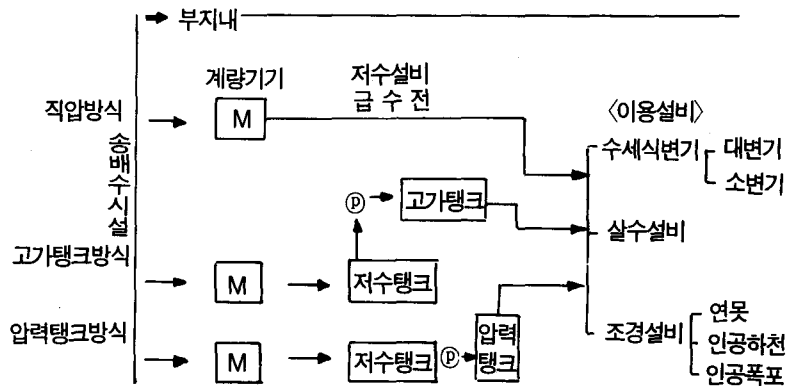 부지내
계량기기
저수설비
급 수 전
직압방식
M
〈이용설비〉
송배수시설
수세식변기
대변기
소변기
ⓟ
고가탱크
살수설비
고가탱크방식
M
저수탱크
압력탱크방식
M
저수탱크
ⓟ
압력
탱크
조경설비
연못
인공하천
인공폭포